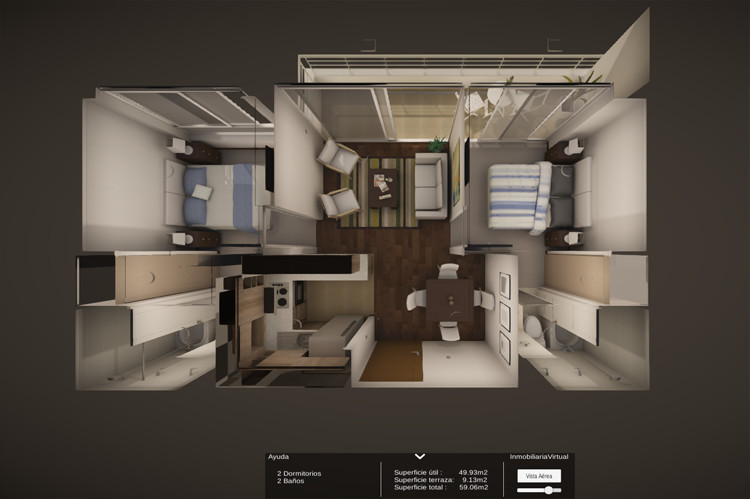 Ayuda
InmobiliariaVirtual
2 Dormitorios
2 Baños
Superficie útil : 49.93m2
Superficie terraza: 9.13m2
Superficie total : 59.06m2
Vista Aérea